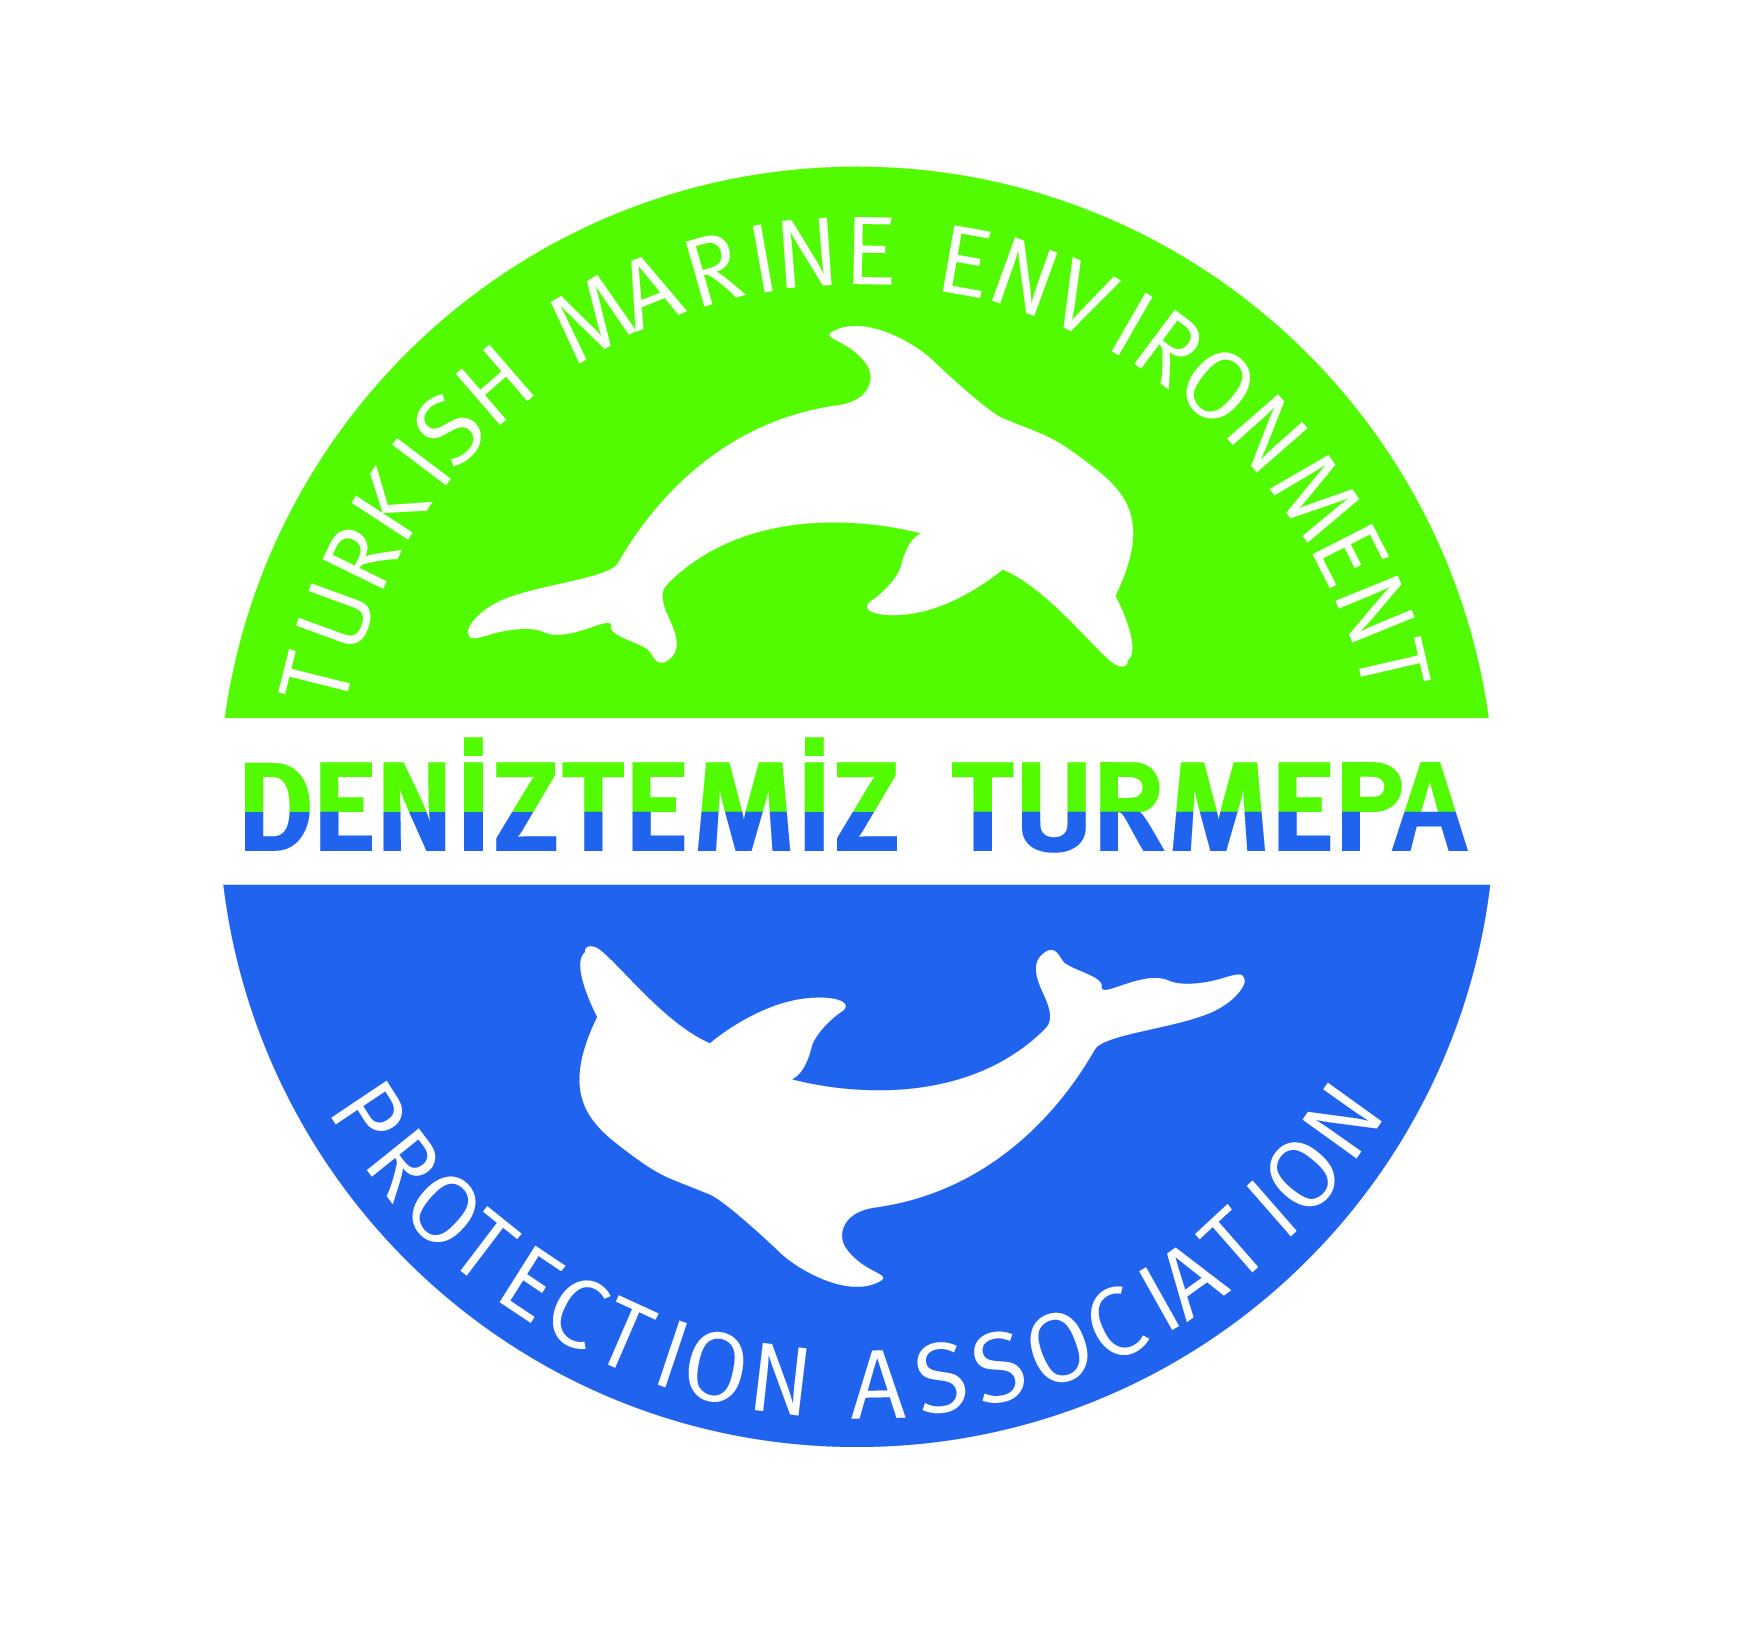 TURKISH MARINE ENVIRONMENT
DENİZTEMİZ TURMEPA
PROTECTION ASSOCIATION